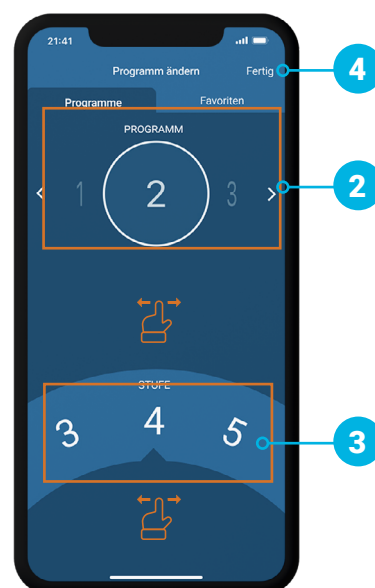 21:41
Programm ändern Fertig 4
Programme Favoriten
PROGRAMM
1 2 3 2
STUFE
3 4 5 3